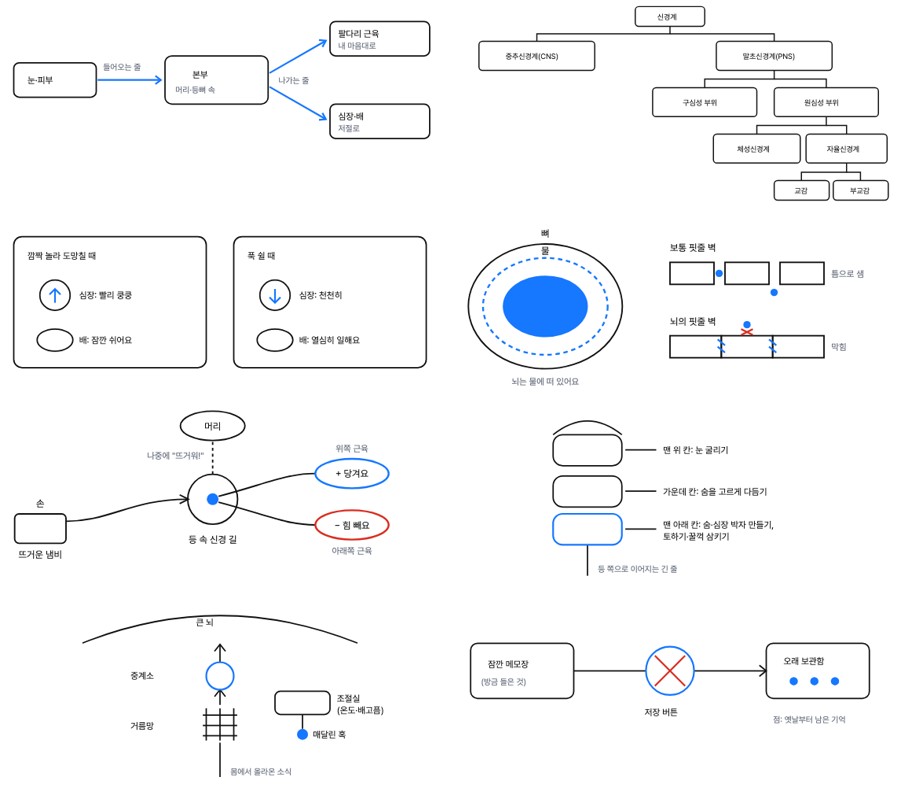 눈·피부
들어오는 줄
본부
머리·등뼈 속
나가는 줄
팔다리 근육
내 마음대로
심장·배
저절로
신경계
중추신경계(CNS)
말초신경계(PNS)
구심성 부위
원심성 부위
체성신경계
자율신경계
교감
부교감
깜짝 놀라 도망칠 때
심장: 빨리 쿵쿵
배: 잠깐 쉬어요
푹 쉴 때
심장: 천천히
배: 열심히 일해요
뼈
물
뇌는 물에 떠 있어요
보통 핏줄 벽
틈으로 샘
뇌의 핏줄 벽
막힘
머리
나중에 "뜨거워!"
위쪽 근육
+ 당겨요
손
뜨거운 냄비
등 속 신경 길
− 힘 빼요
아래쪽 근육
맨 위 칸: 눈 굴리기
가운데 칸: 숨을 고르게 다듬기
맨 아래 칸: 숨·심장 박자 만들기,
토하기·꿀꺽 삼키기
등 쪽으로 이어지는 긴 줄
큰 뇌
중계소
거름망
조절실
(온도·배고픔)
매달린 혹
몸에서 올라온 소식
잠깐 메모장
(방금 들은 것)
저장 버튼
오래 보관함
점: 옛날부터 남은 기억